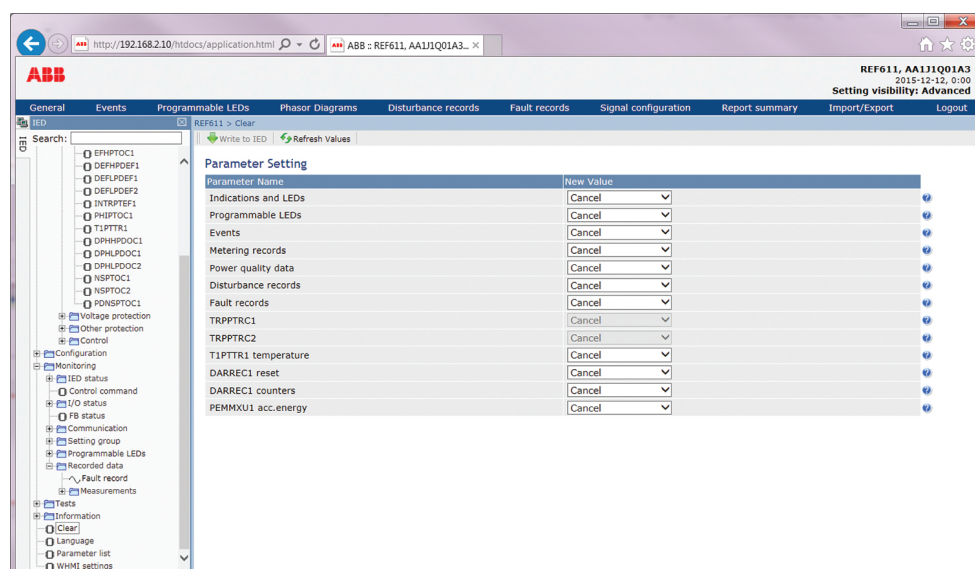 http://192.168.2.10/htdocs/application.html
ABB :: REF611, AA1J1Q01A3...
ABB
REF611, AA1J1Q01A3
2015-12-12, 0:00
Setting visibility: Advanced
General Events Programmable LEDs Phasor Diagrams Disturbance records Fault records Signal configuration Report summary Import/Export Logout
IED
REF611 > Clear
IED
Search:
Write to IED Refresh Values
EFHPTOC1
DEFHPDEF1
DEFLPDEF1
DEFLPDEF2
INTRPTEF1
PHIPTOC1
T1PTTR1
DPHHPDOC1
DPHLPDOC1
DPHLPDOC2
NSPTOC1
NSPTOC2
PDNSPTOC1
Voltage protection
Other protection
Control
Configuration
Monitoring
IED status
Control command
I/O status
FB status
Communication
Setting group
Programmable LEDs
Recorded data
Fault record
Measurements
Tests
Information
Clear
Language
Parameter list
WHMI settings
Parameter Setting
Parameter Name New Value
Indications and LEDs Cancel
Programmable LEDs Cancel
Events Cancel
Metering records Cancel
Power quality data Cancel
Disturbance records Cancel
Fault records Cancel
TRPPTRC1 Cancel
TRPPTRC2 Cancel
T1PTTR1 temperature Cancel
DARREC1 reset Cancel
DARREC1 counters Cancel
PEMMXU1 acc.energy Cancel